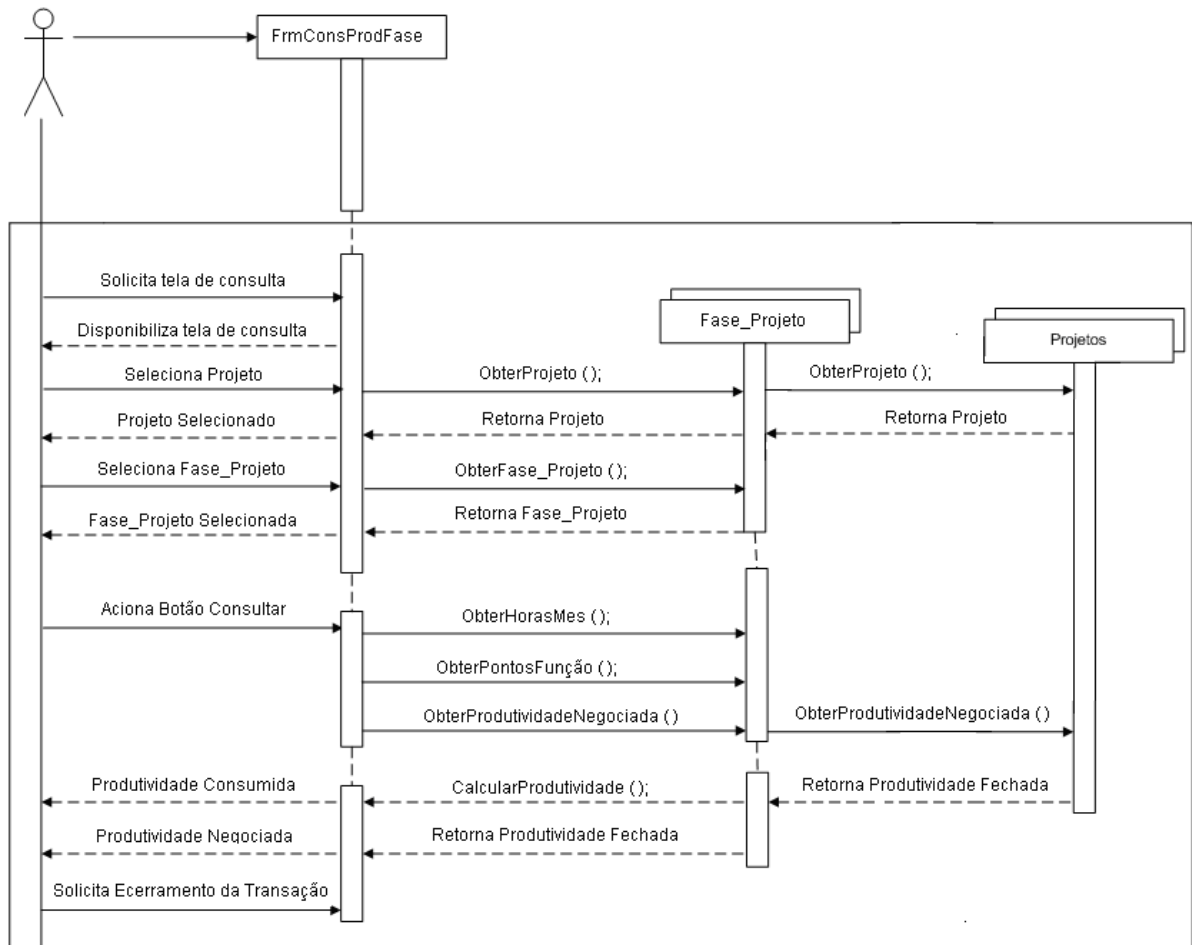 FrmConsProdFase
Solicita tela de consulta
Disponibiliza tela de consulta
Fase_Projeto
Projetos
Seleciona Projeto
ObterProjeto ();
ObterProjeto ();
Projeto Selecionado
Retorna Projeto
Retorna Projeto
Seleciona Fase_Projeto
ObterFase_Projeto ();
Fase_Projeto Selecionada
Retorna Fase_Projeto
Aciona Botão Consultar
ObterHorasMes ();
ObterPontosFunção ();
ObterProdutividadeNegociada ()
ObterProdutividadeNegociada ()
Produtividade Consumida
CalcularProdutividade ();
Retorna Produtividade Fechada
Produtividade Negociada
Retorna Produtividade Fechada
Solicita Ecerramento da Transação